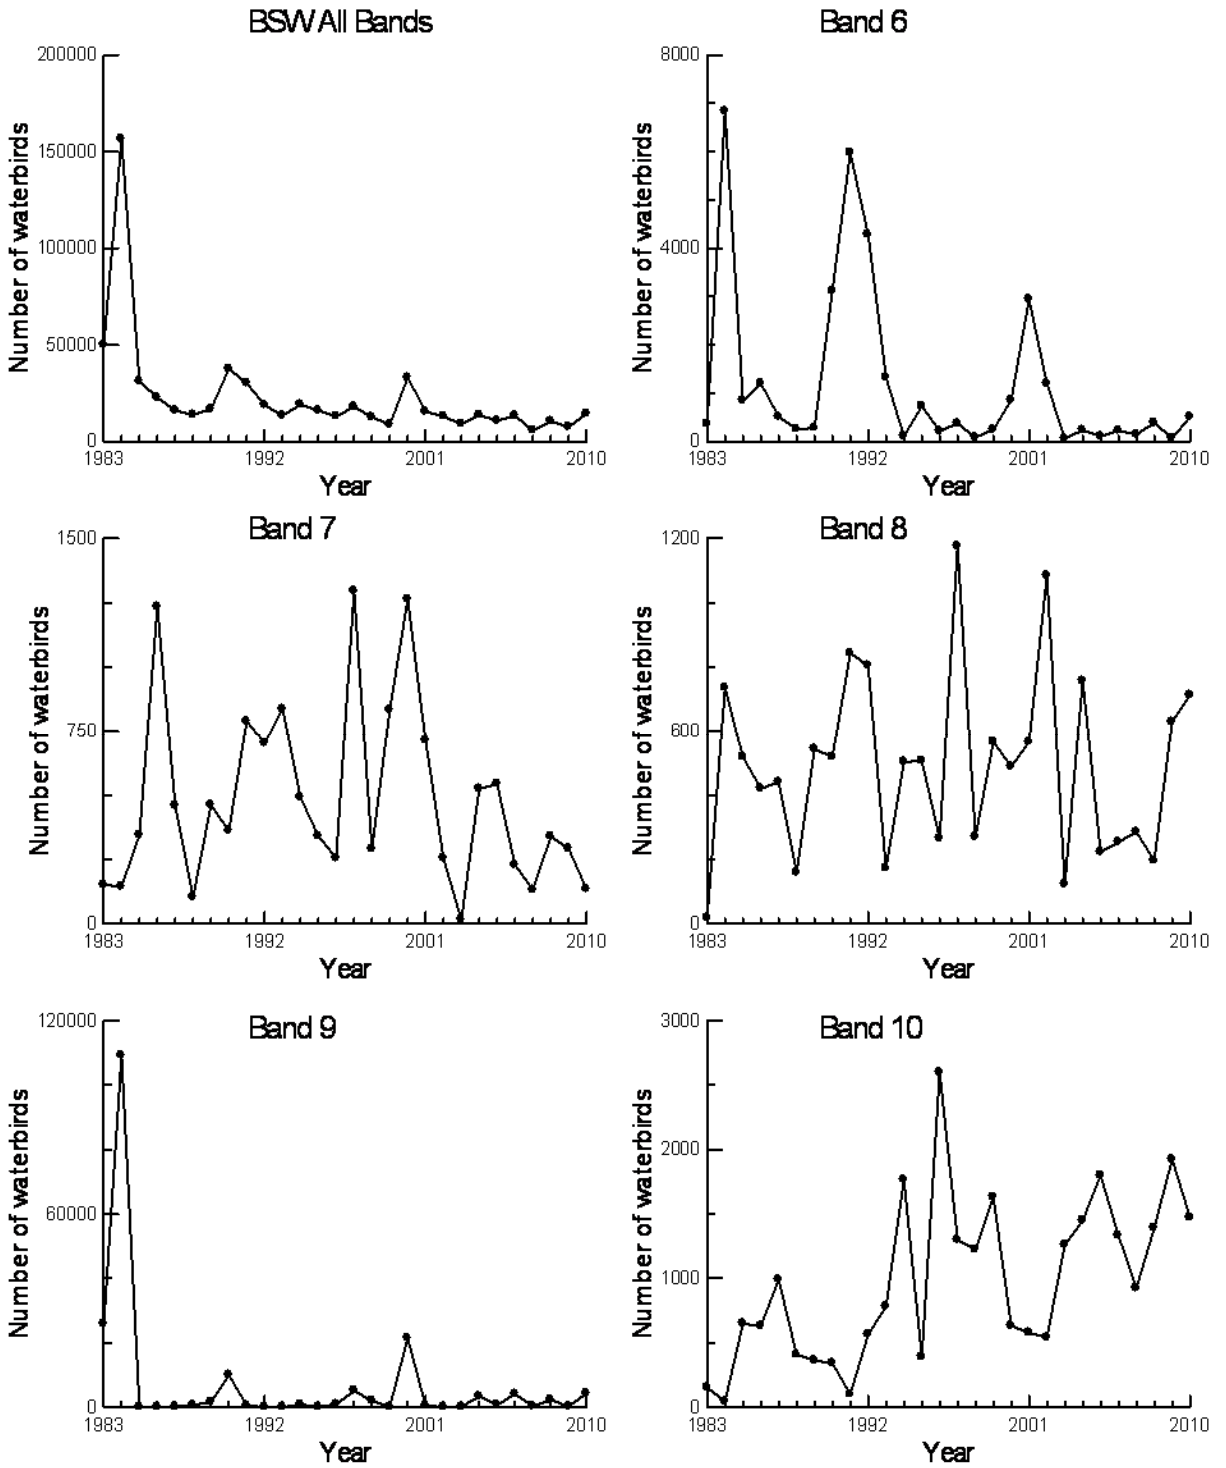 BSW All Bands
200000
150000
100000
50000
0
1983 1992 2001 2010
Number of waterbirds
Year
Band 6
8000
4000
0
1983 1992 2001 2010
Number of waterbirds
Year
Band 7
1500
750
0
1983 1992 2001 2010
Number of waterbirds
Year
Band 8
1200
600
0
1983 1992 2001 2010
Number of waterbirds
Year
Band 9
120000
60000
0
1983 1992 2001 2010
Number of waterbirds
Year
Band 10
3000
2000
1000
0
1983 1992 2001 2010
Number of waterbirds
Year